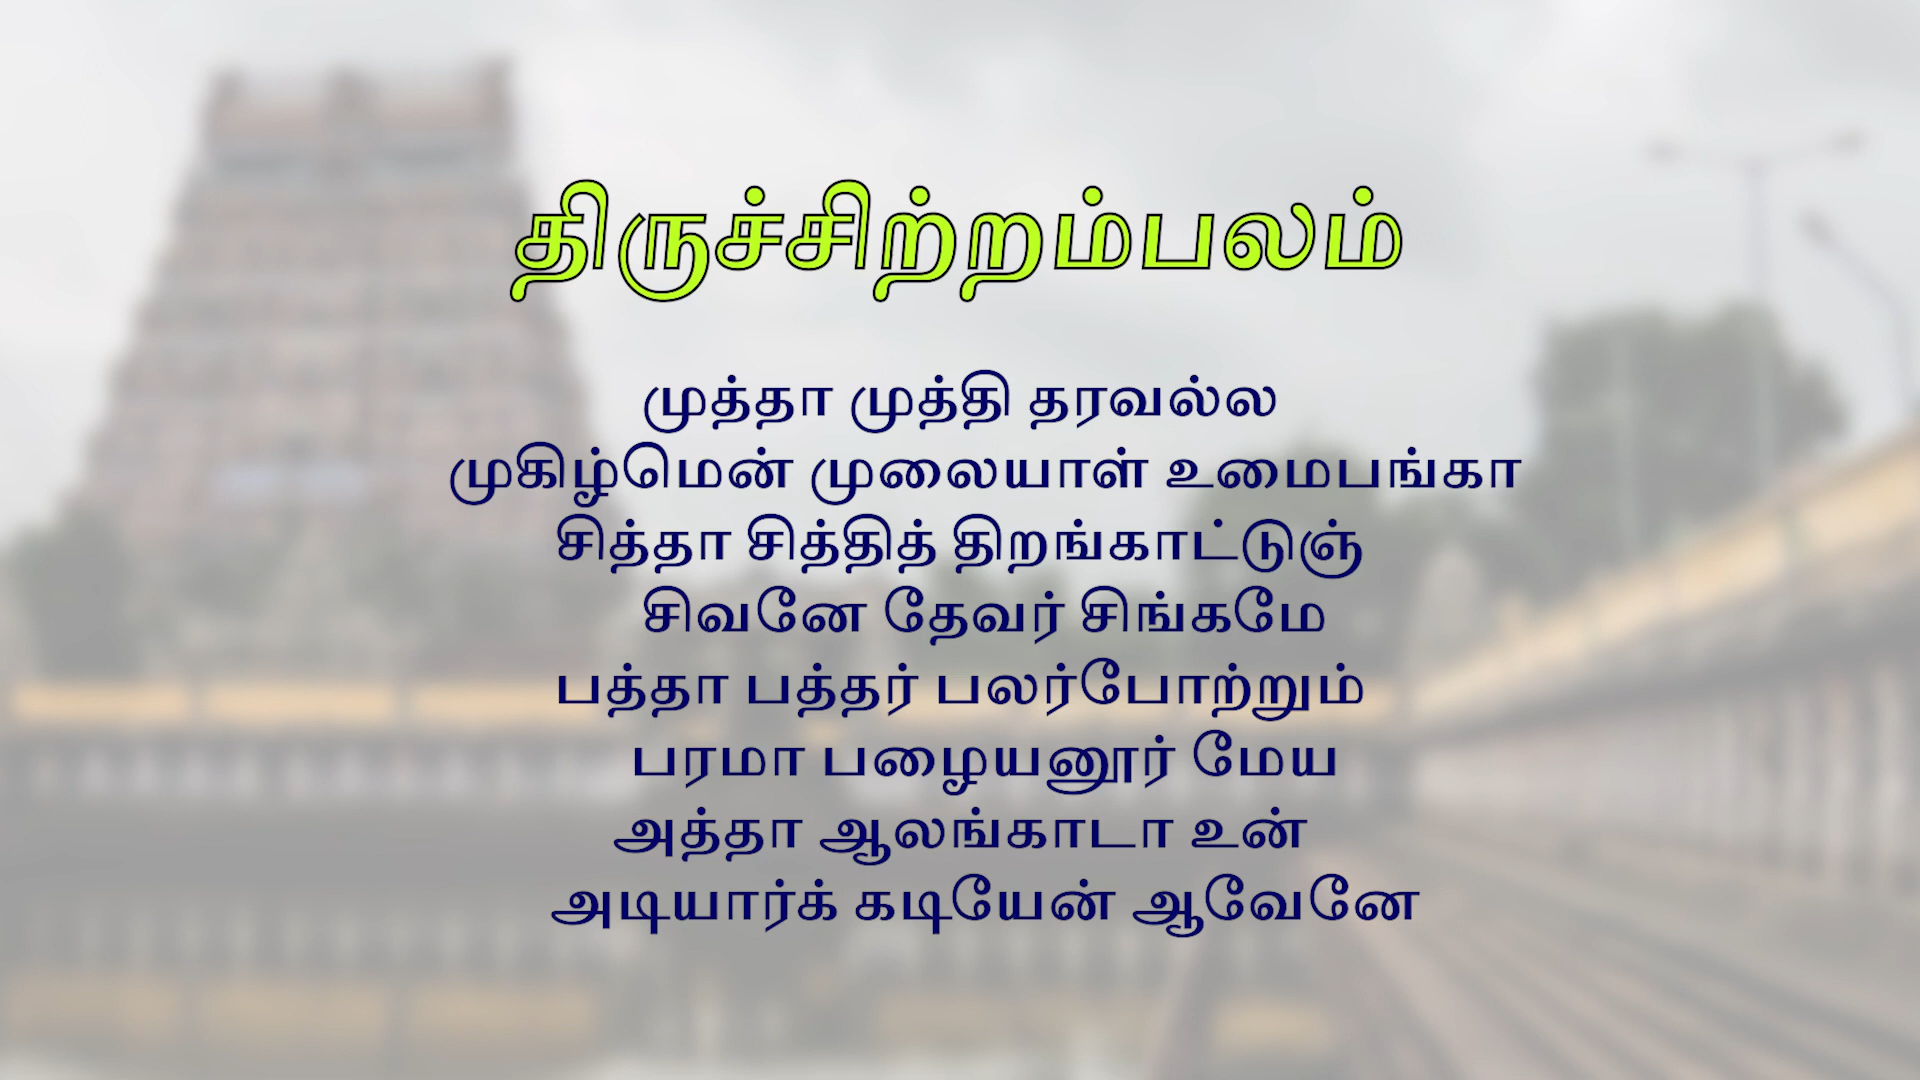 திருச்சிற்றம்பலம்
முத்தா முத்தி தரவல்ல
முகிழ்மென் முலையாள் உமைபங்கா
சித்தா சித்தித் திறங்காட்டுஞ்
சிவனே தேவர் சிங்கமே
பத்தா பத்தர் பலர்போற்றும்
பரமா பழையனூர் மேய
அத்தா ஆலங்காடா உன்
அடியார்க் கடியேன் ஆவேனே